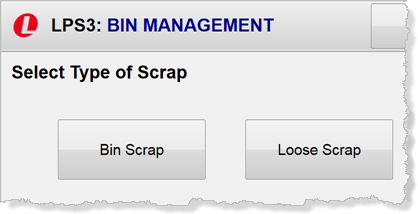 LPS3: BIN MANAGEMENT
Select Type of Scrap
Bin Scrap
Loose Scrap